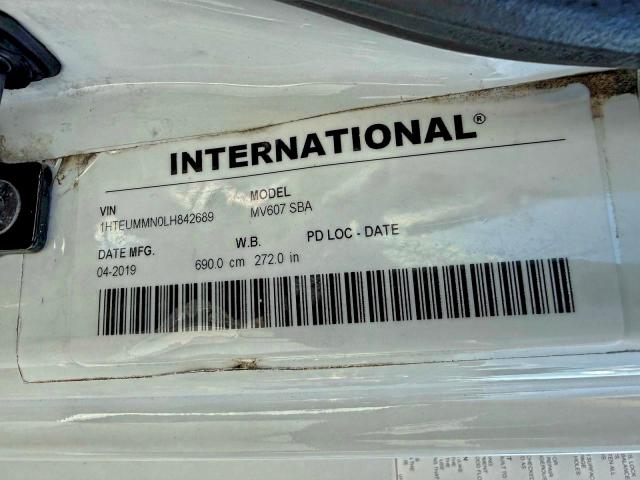 INTERNATIONAL®
VIN MODEL
1HTEUMMN0LH842689 MV607 SBA
DATE MFG. W.B. PD LOC - DATE
04-2019 690.0 cm 272.0 in